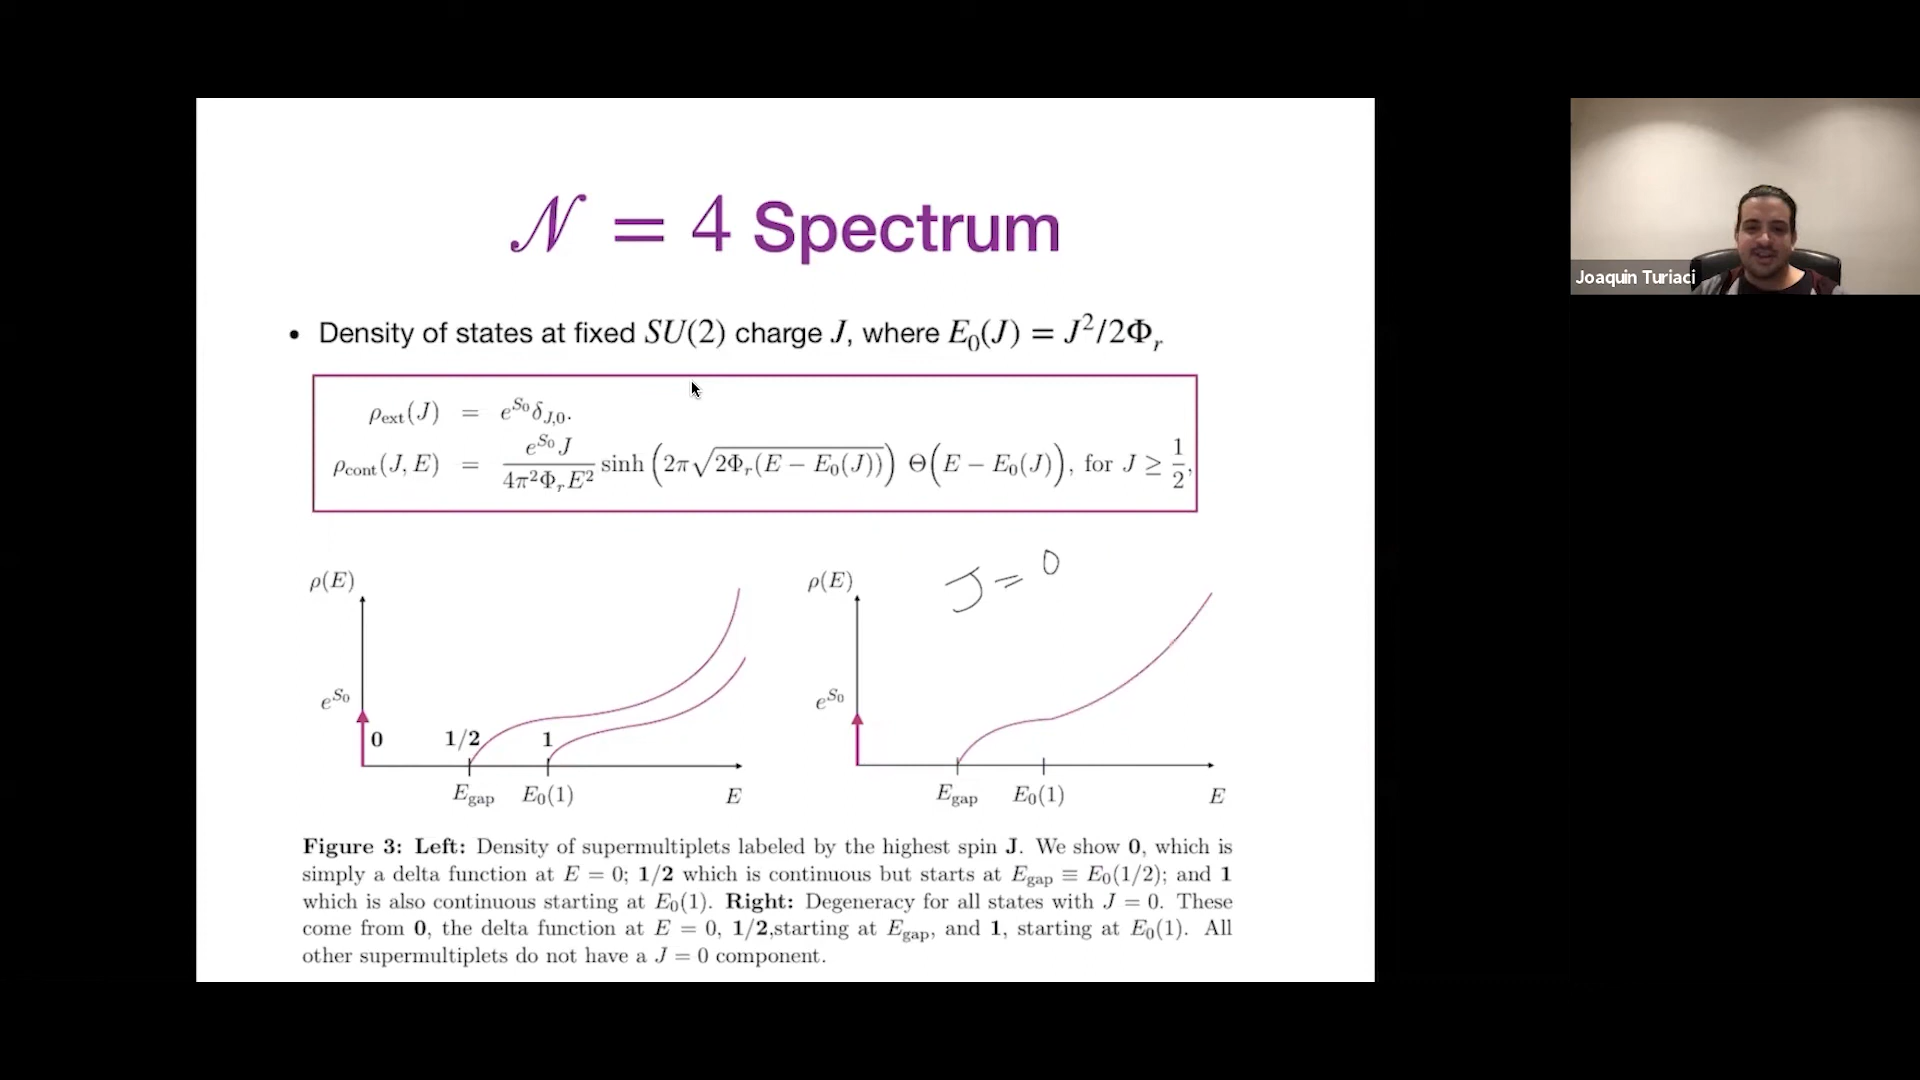 𝒩 = 4 Spectrum
Joaquin Turiaci
• Density of states at fixed SU(2) charge J, where E₀(J) = J²/2Φᵣ
ρ_ext(J) = e^{S₀} δ_{J,0}.
ρ_cont(J, E) = \frac{e^{S₀} J}{4π²Φᵣ E²} sinh (2π√{2Φᵣ(E − E₀(J))}) Θ(E − E₀(J)), for J ≥ \frac{1}{2},
ρ(E)
e^{S₀}
0
1/2
1
E_gap
E₀(1)
E
ρ(E)
J = 0
e^{S₀}
E_gap
E₀(1)
E
Figure 3: Left: Density of supermultiplets labeled by the highest spin J. We show 0, which is
simply a delta function at E = 0; 1/2 which is continuous but starts at E_gap ≡ E₀(1/2); and 1
which is also continuous starting at E₀(1). Right: Degeneracy for all states with J = 0. These
come from 0, the delta function at E = 0, 1/2,starting at E_gap, and 1, starting at E₀(1). All
other supermultiplets do not have a J = 0 component.